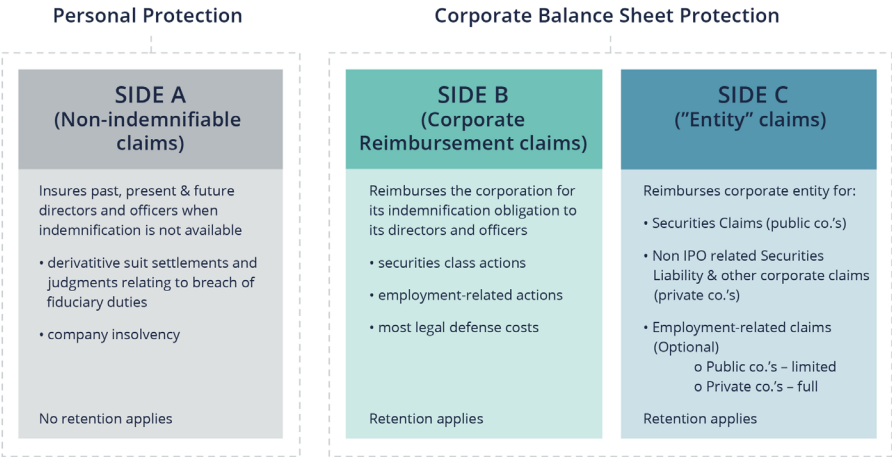 Personal Protection
Corporate Balance Sheet Protection
SIDE A
(Non-indemnifiable
claims)
Insures past, present & future
directors and officers when
indemnification is not available
• derivatitive suit settlements and
judgments relating to breach of
fiduciary duties
• company insolvency
No retention applies
SIDE B
(Corporate
Reimbursement claims)
Reimburses the corporation for
its indemnification obligation to
its directors and officers
• securities class actions
• employment-related actions
• most legal defense costs
Retention applies
SIDE C
(”Entity” claims)
Reimburses corporate entity for:
• Securities Claims (public co.’s)
• Non IPO related Securities
Liability & other corporate claims
(private co.’s)
• Employment-related claims
(Optional)
o Public co.’s – limited
o Private co.’s – full
Retention applies